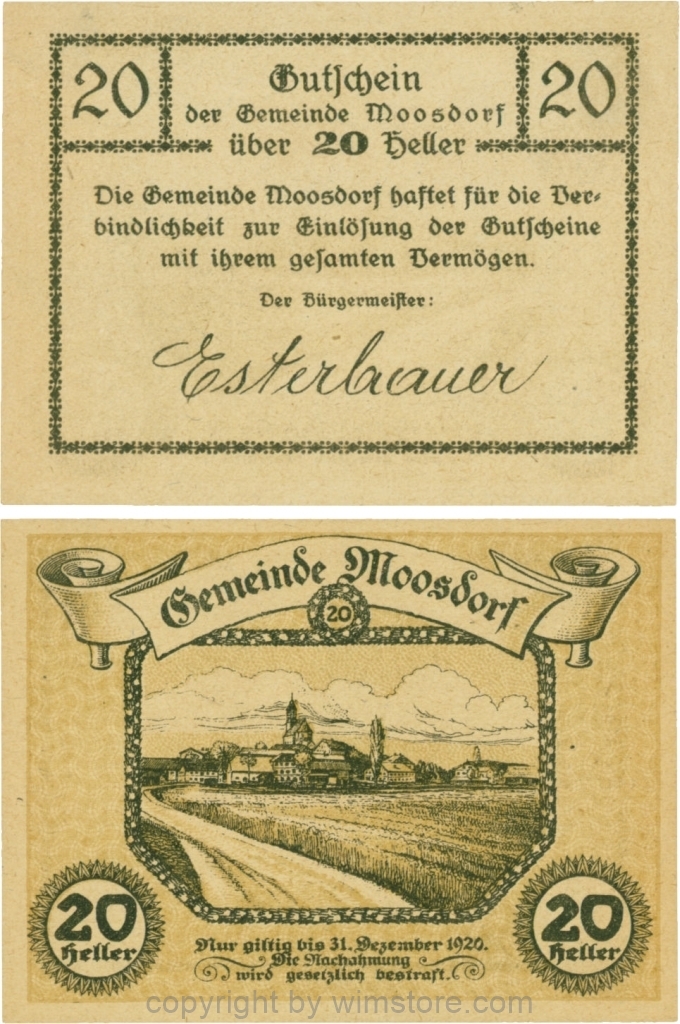 20
Gutschein
20
der Gemeinde Moosdorf
über 20 Heller
Die Gemeinde Moosdorf haftet für die Ver-
bindlichkeit zur Einlösung der Gutscheine
mit ihrem gesamten Vermögen.
Der Bürgermeister:
Esterbauer
Gemeinde Moosdorf
20
20
Heller
20
Heller
Nur giltig bis 31. Dezember 1920.
Die Nachahmung
wird gesetzlich bestraft.
copyright by wimstore.com